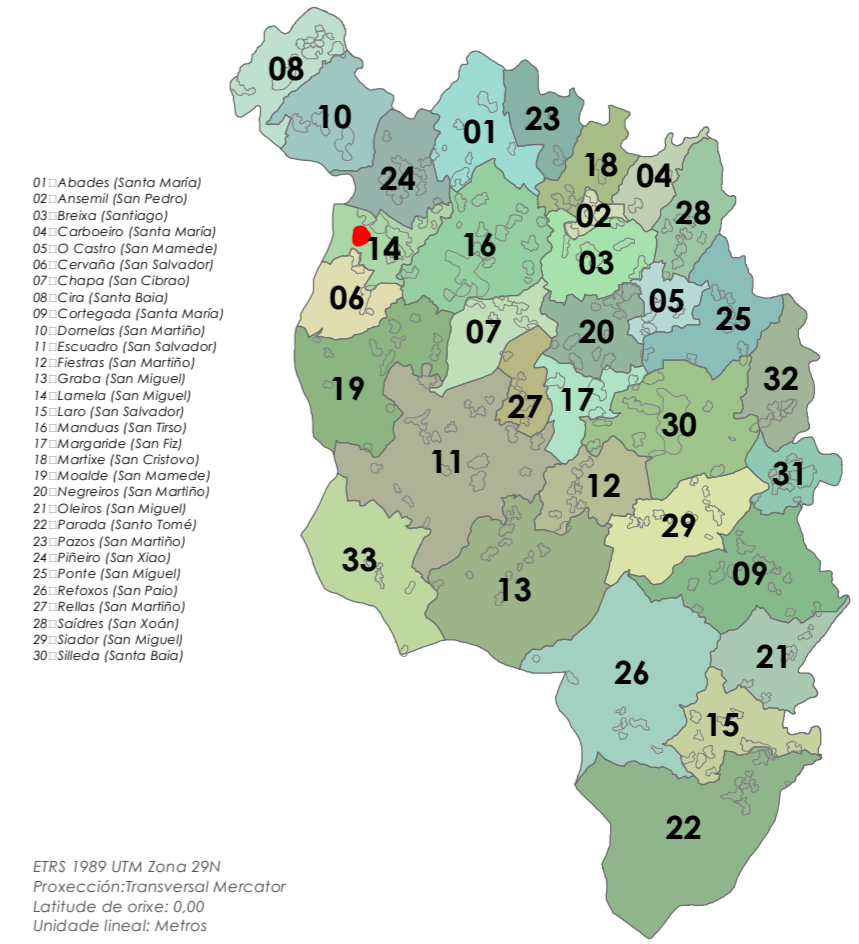 08
10
01
23
18
04
24
28
02
14
16
03
06
05
25
07
20
19
32
17
27
30
11
12
31
29
33
13
09
26
21
15
22
01□Abades (Santa María)
02□Ansemil (San Pedro)
03□Breixa (Santiago)
04□Carboeiro (Santa María)
05□O Castro (San Mamede)
06□Cervaña (San Salvador)
07□Chapa (San Cibrao)
08□Cira (Santa Baia)
09□Cortegada (Santa María)
10□Dornelas (San Martiño)
11□Escuadro (San Salvador)
12□Fiestras (San Martiño)
13□Graba (San Miguel)
14□Lamela (San Miguel)
15□Laro (San Salvador)
16□Manduas (San Tirso)
17□Margaride (San Fiz)
18□Martixe (San Cristovo)
19□Moalde (San Mamede)
20□Negreiros (San Martiño)
21□Oleiros (San Miguel)
22□Parada (Santo Tomé)
23□Pazos (San Martiño)
24□Piñeiro (San Xiao)
25□Ponte (San Miguel)
26□Refoxos (San Paio)
27□Rellas (San Martiño)
28□Saídres (San Xoán)
29□Siador (San Miguel)
30□Silleda (Santa Baia)
ETRS 1989 UTM Zona 29N
Proxección:Transversal Mercator
Latitude de orixe: 0,00
Unidade lineal: Metros